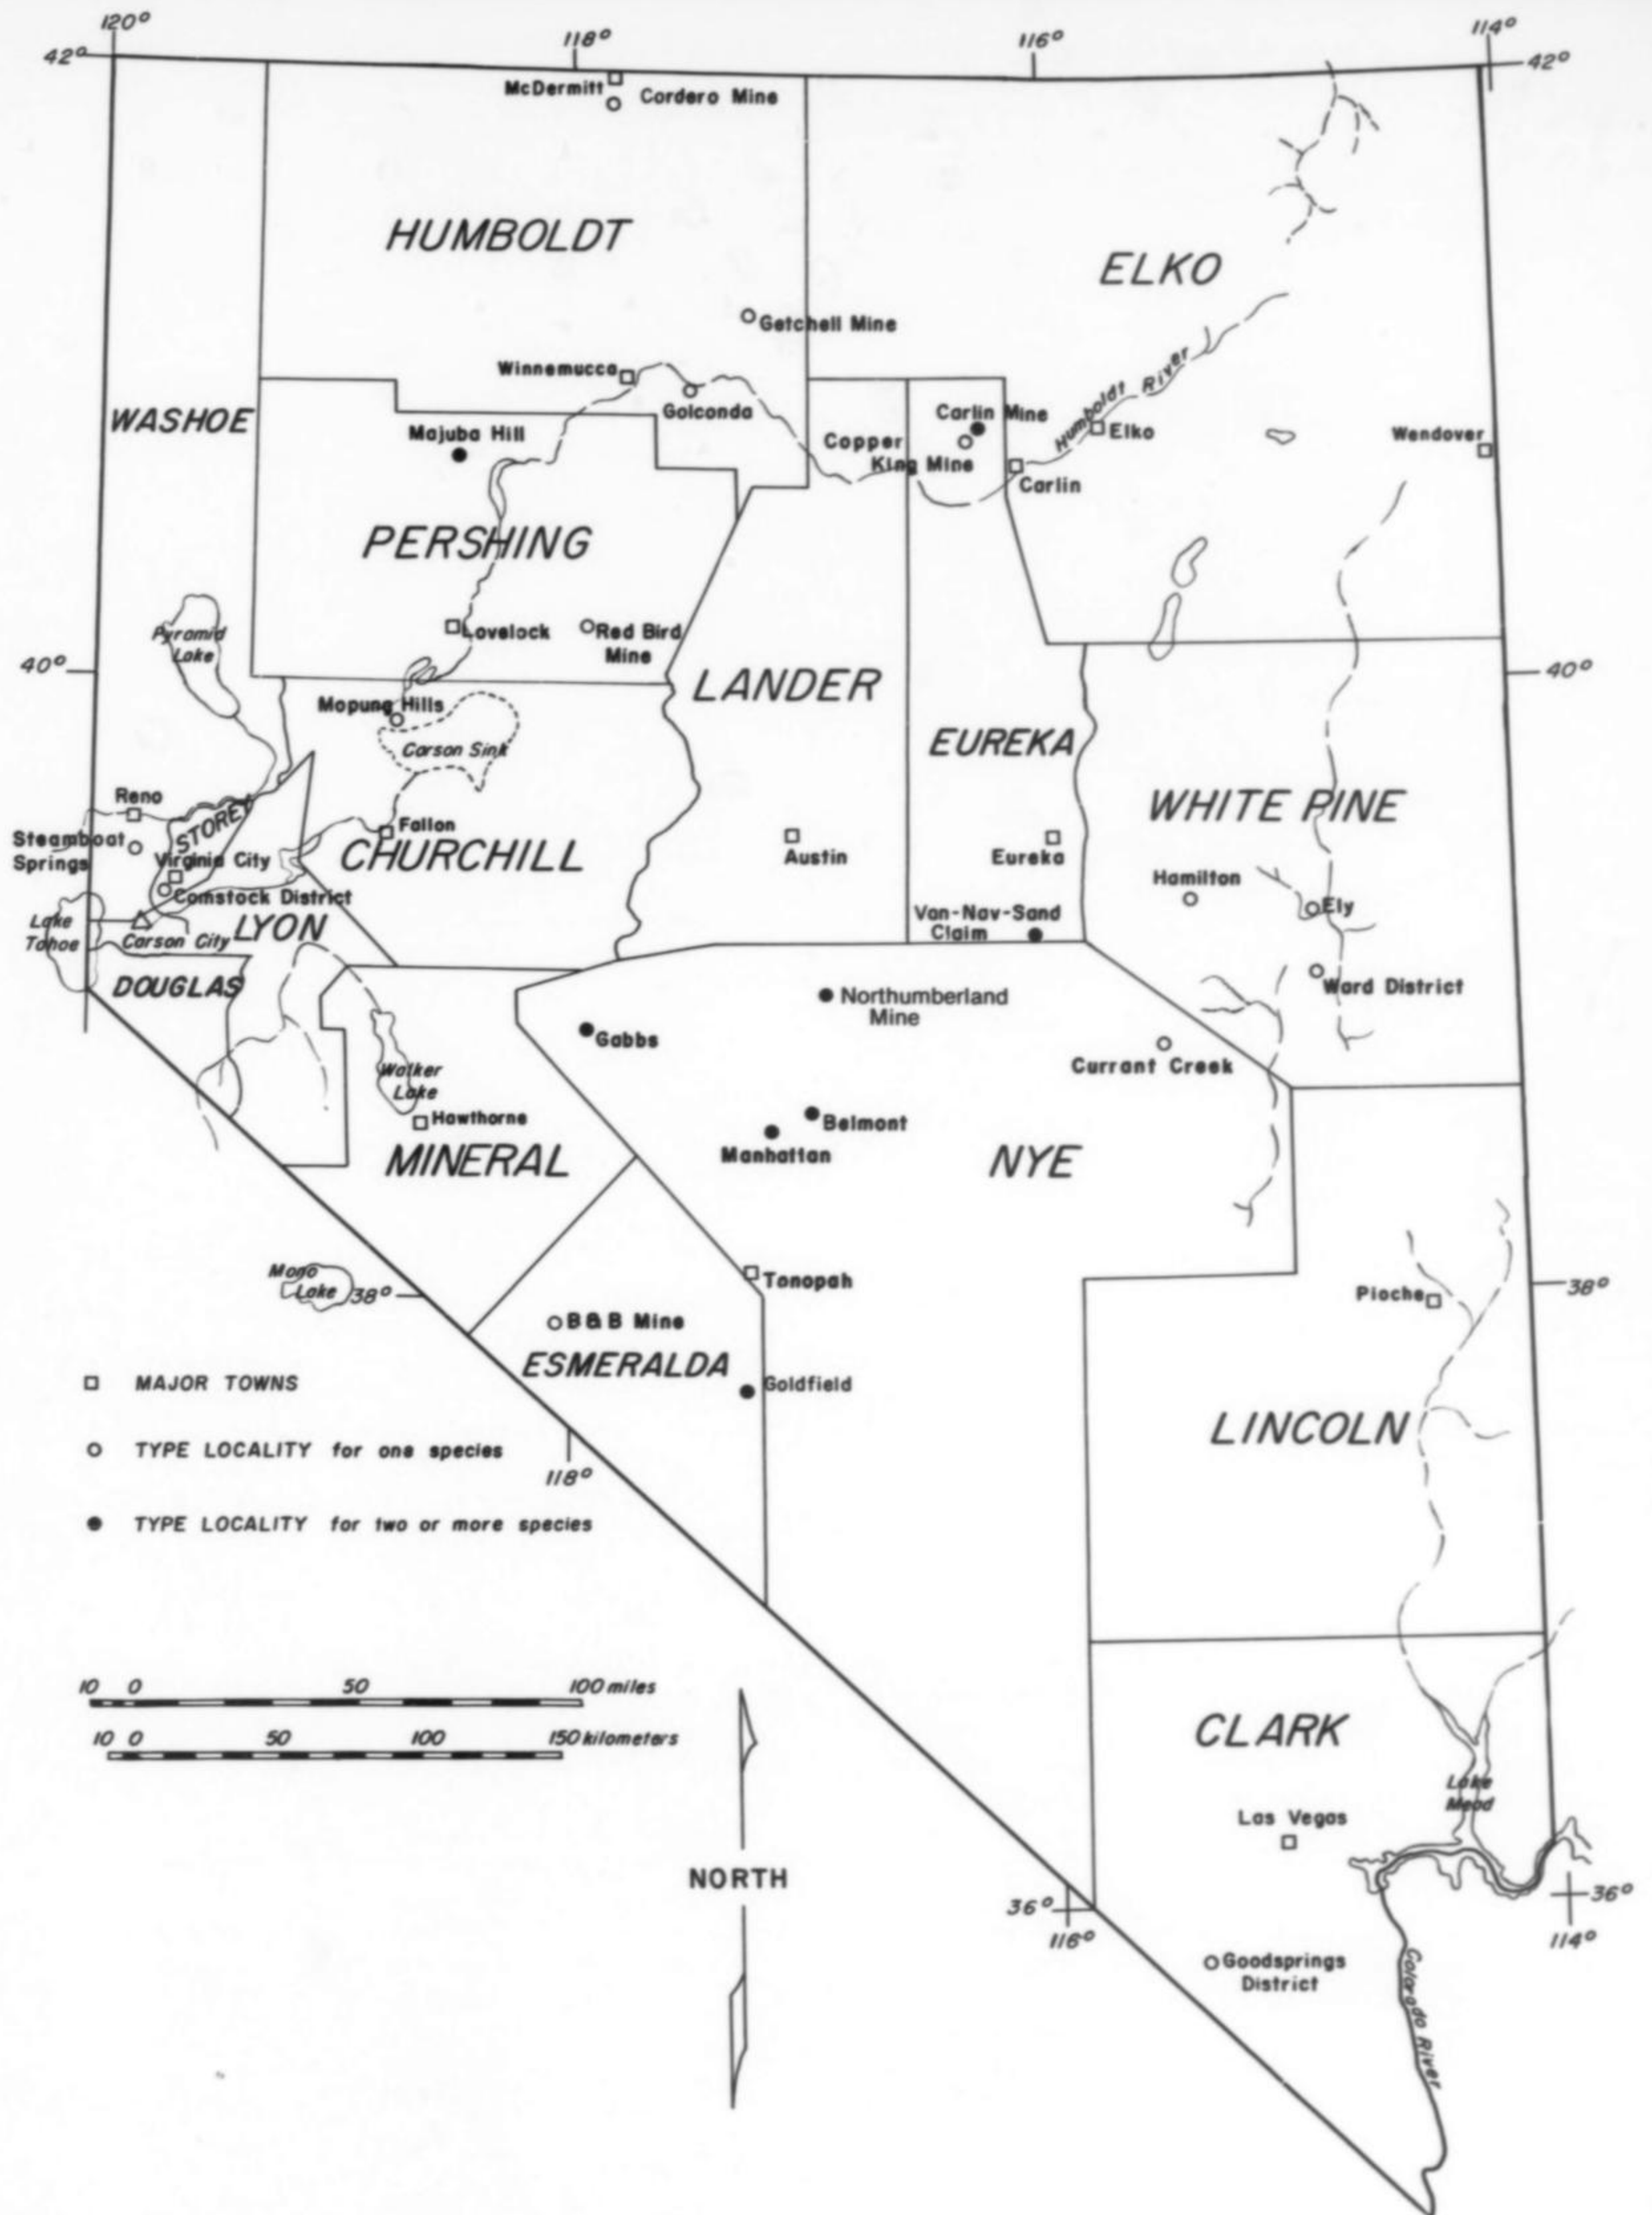 120°
118°
116°
114°
42°
42°
McDermitt
Cordero Mine
HUMBOLDT
ELKO
Getchell Mine
Winnemucca
Golconda
WASHOE
Majuba Hill
Carlin Mine
Copper
King Mine
Humboldt River
Elko
Wendover
Carlin
PERSHING
Pyramid
Lake
Lovelock
Red Bird
Mine
40°
40°
LANDER
Mopung Hills
Carson Sink
EUREKA
WHITE PINE
Reno
STOREY
Steamboat
Springs
Virginia City
Fallon
CHURCHILL
Austin
Eureka
Hamilton
Comstock District
Ely
Lake
Tahoe
Carson City
LYON
Van-Nav-Sand
Claim
DOUGLAS
Ward District
Northumberland
Mine
Gabbs
Currant Creek
Walker
Lake
Hawthorne
Belmont
Manhattan
MINERAL
NYE
Mono
Lake
38°
Tonopah
38°
Pioche
B & B Mine
ESMERALDA
Goldfield
MAJOR TOWNS
LINCOLN
TYPE LOCALITY for one species
118°
TYPE LOCALITY for two or more species
10 0 50 100 miles
10 0 50 100 150 kilometers
CLARK
Lake
Mead
Las Vegas
NORTH
36°
36°
116°
114°
Goodsprings
District
Colorado River